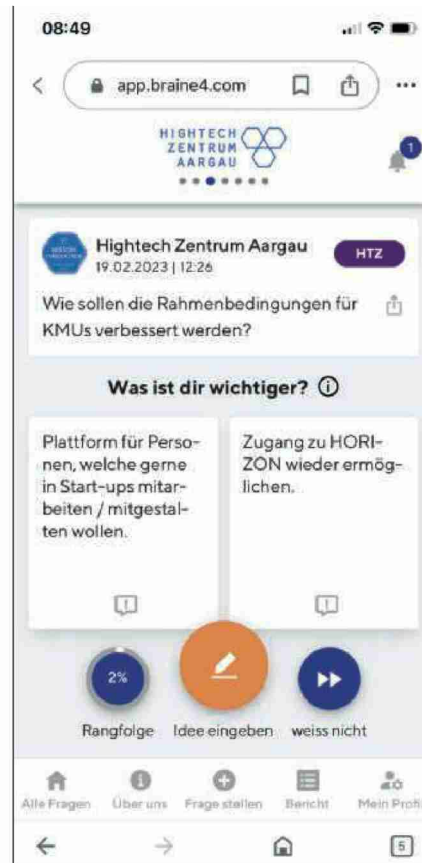 08:49
app.braine4.com
HIGHTECH
ZENTRUM
AARGAU
1
Hightech Zentrum Aargau
HTZ
19.02.2023 | 12:26
Wie sollen die Rahmenbedingungen für
KMUs verbessert werden?
Was ist dir wichtiger?
Plattform für Perso-
nen, welche gerne
in Start-ups mitar-
beiten / mitgestal-
ten wollen.
Zugang zu HORI-
ZON wieder ermög-
lichen.
2%
Rangfolge
Idee eingeben
weiss nicht
Alle Fragen
Über uns
Frage stellen
Bericht
Mein Profil
5